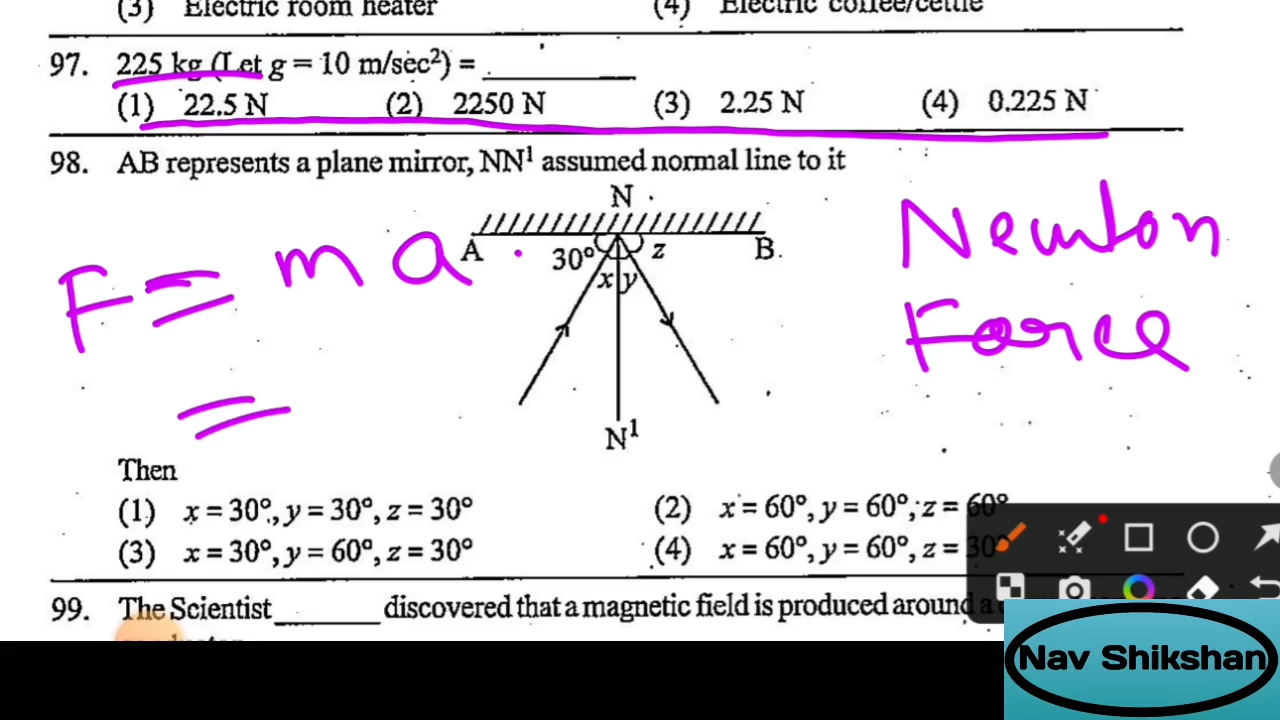 (3) Electric room heater (4) Electric coffee/cettle
97. 225 kg (Let g = 10 m/sec²) = ________
(1) 22.5 N (2) 2250 N (3) 2.25 N (4) 0.225 N
98. AB represents a plane mirror, NN¹ assumed normal line to it
N
A 30° z B.
x y
N¹
F = ma
=
Newton
Force
Then
(1) x = 30°, y = 30°, z = 30° (2) x = 60°, y = 60°, z = 60°
(3) x = 30°, y = 60°, z = 30° (4) x = 60°, y = 60°, z = 30°
99. The Scientist ______ discovered that a magnetic field is produced around a
Nav Shikshan